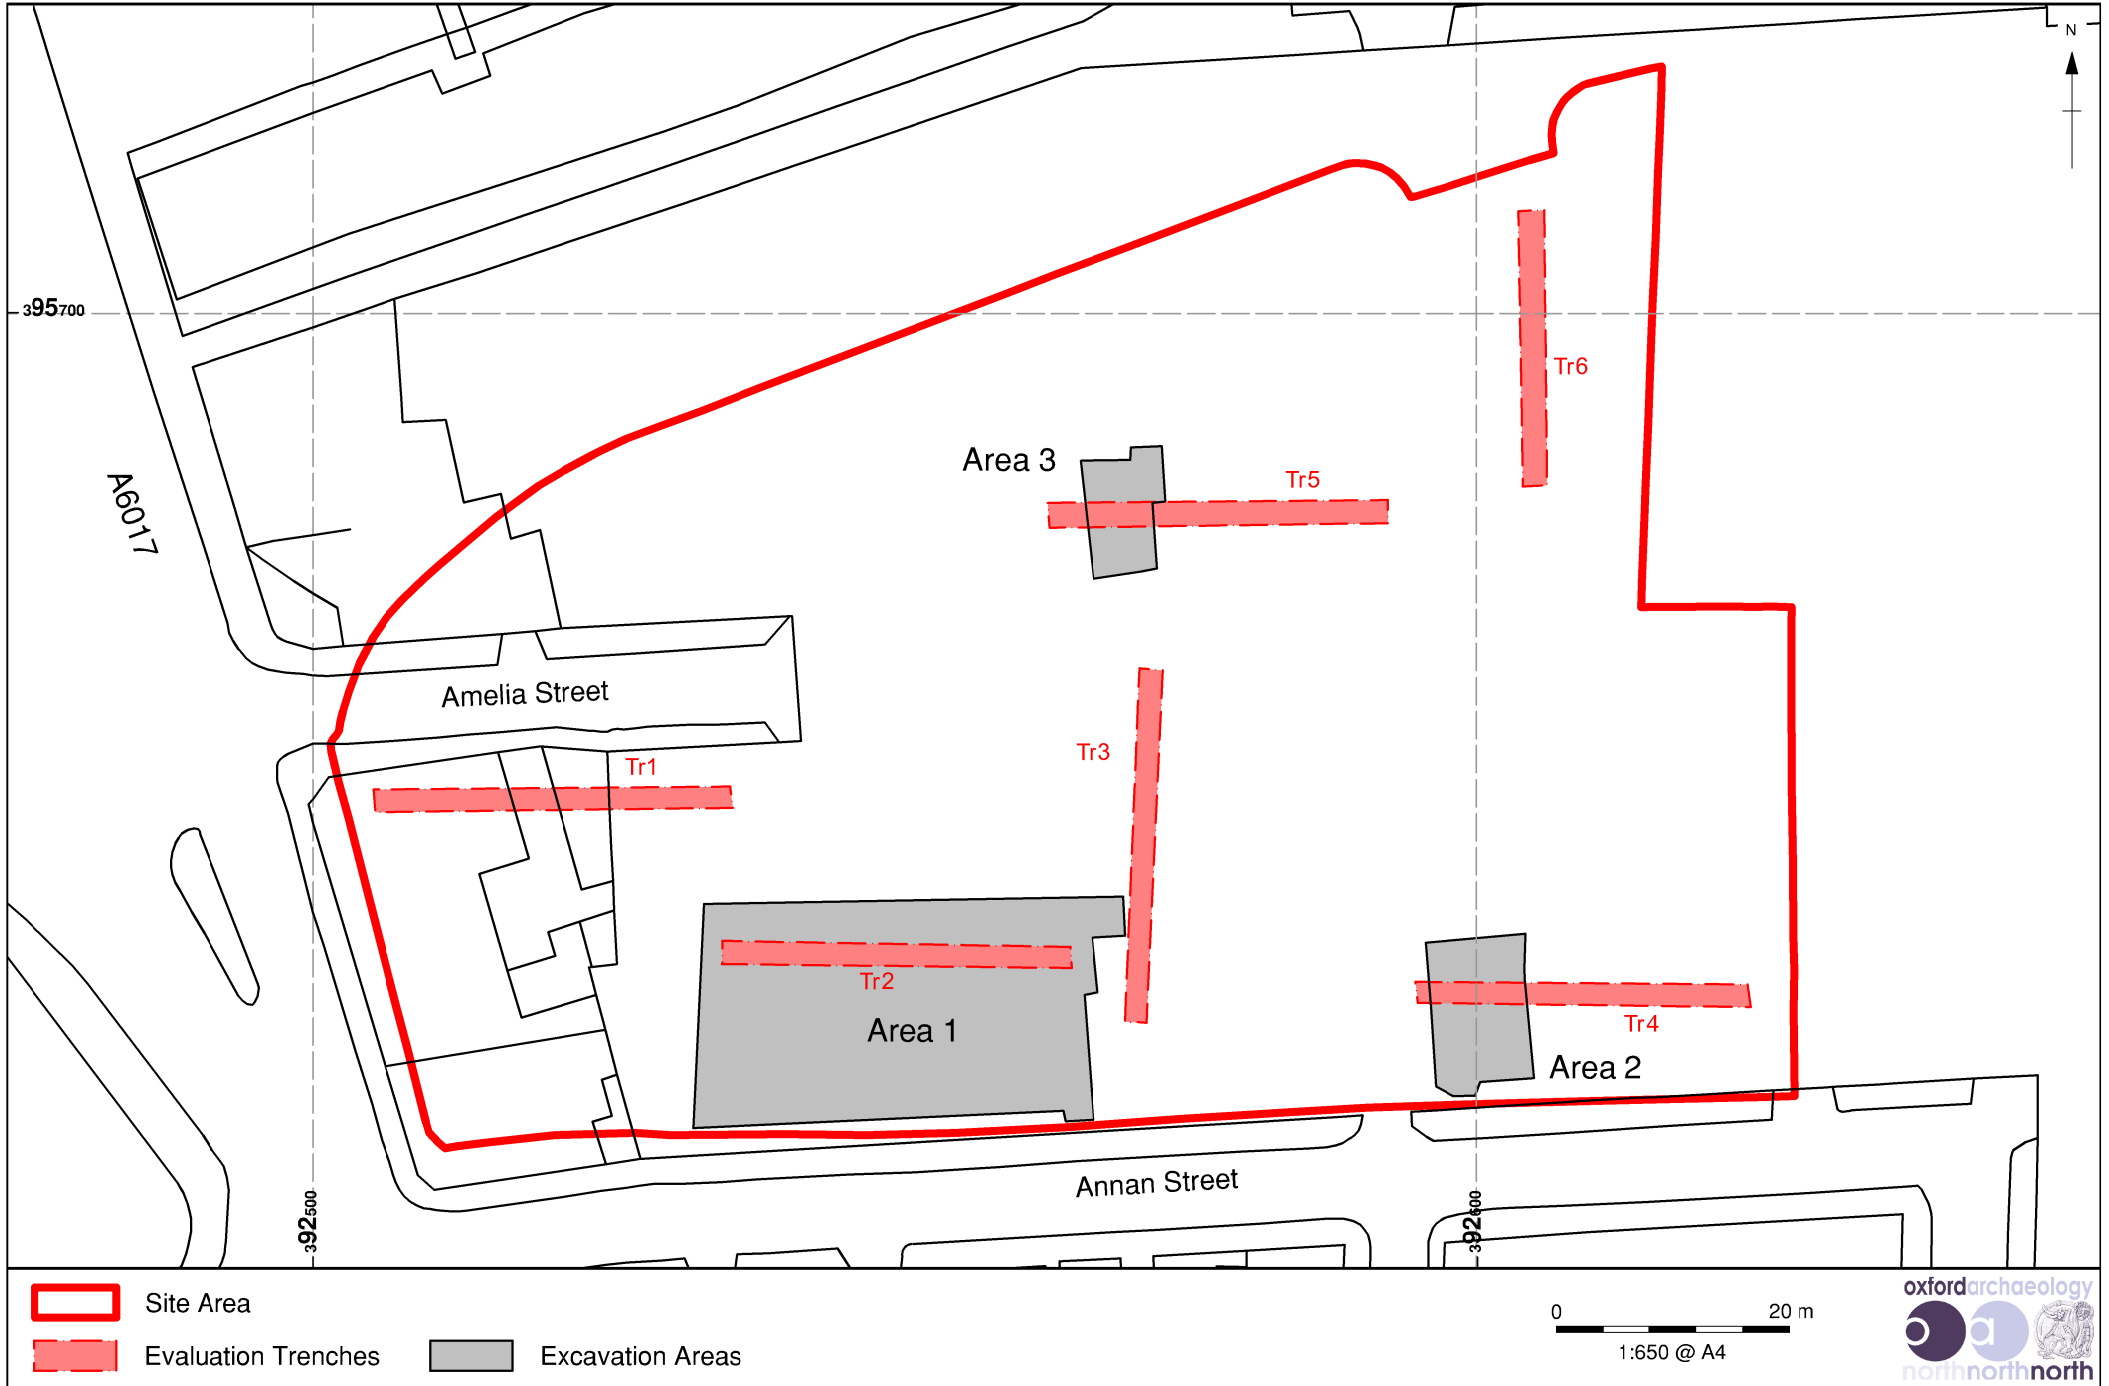 N
395700
Tr6
Area 3
Tr5
A6017
Amelia Street
Tr3
Tr1
Tr2
Area 1
Tr4
Area 2
Annan Street
392500
392600
Site Area
Evaluation Trenches
Excavation Areas
0 20 m
1:650 @ A4
oxfordarchaeology
o a
northnorthnorth